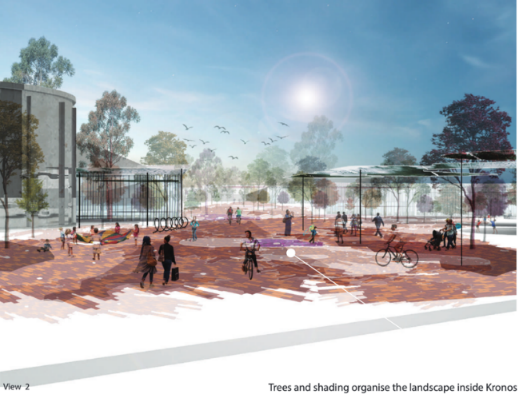 View 2
Trees and shading organise the landscape inside Kronos